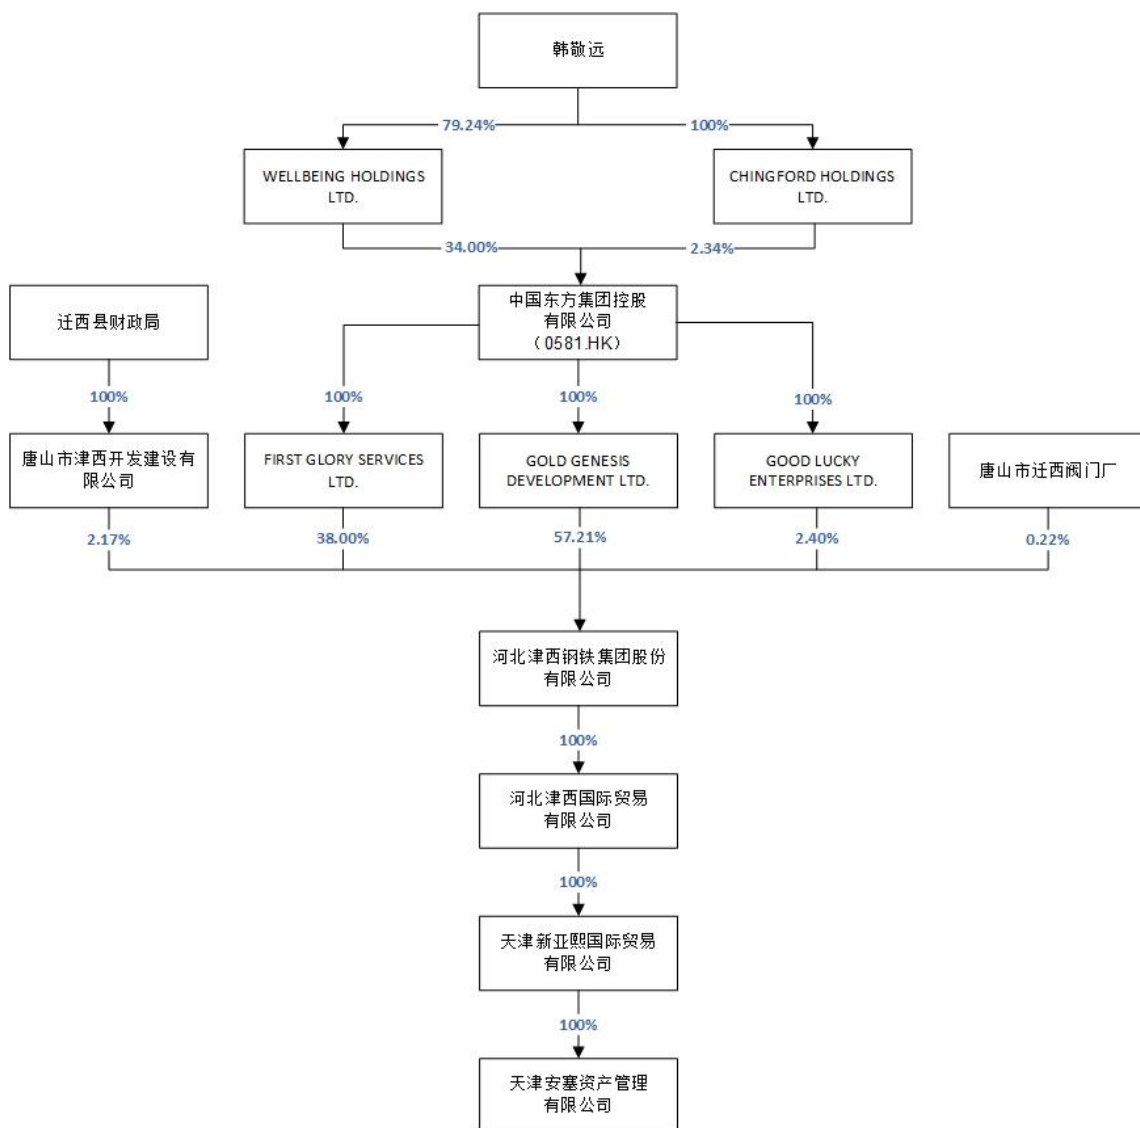 韩敬远
79.24%
100%
WELLBEING HOLDINGS
LTD.
CHINGFORD HOLDINGS
LTD.
34.00%
2.34%
迁西县财政局
中国东方集团控股
有限公司
（0581.HK）
100%
100%
100%
100%
唐山市津西开发建设有
限公司
FIRST GLORY SERVICES
LTD.
GOLD GENESIS
DEVELOPMENT LTD.
GOOD LUCKY
ENTERPRISES LTD.
唐山市迁西阀门厂
2.17%
38.00%
57.21%
2.40%
0.22%
河北津西钢铁集团股份
有限公司
100%
河北津西国际贸易
有限公司
100%
天津新亚熙国际贸易
有限公司
100%
天津安塞资产管理
有限公司